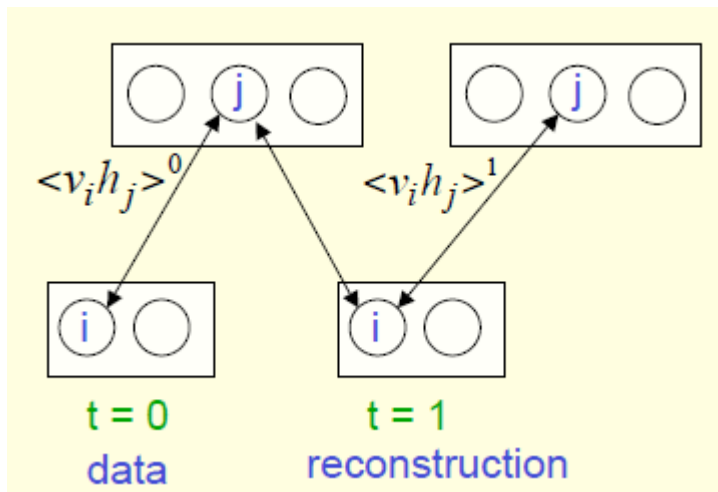 j j
<v_i h_j>^0 <v_i h_j>^1
i i
t = 0 t = 1
data reconstruction